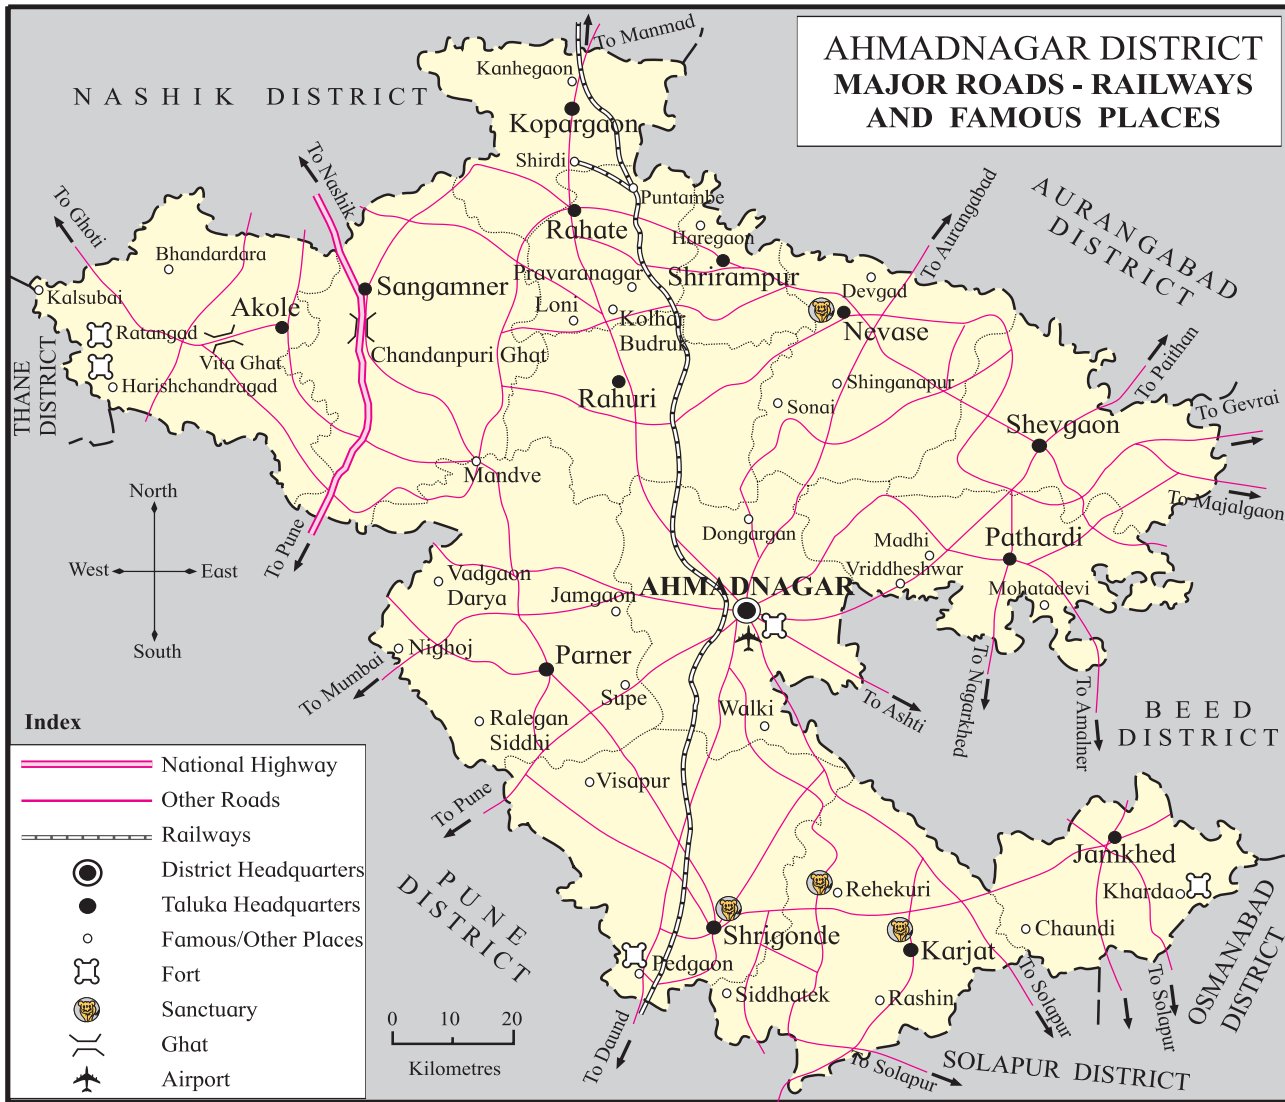 AHMADNAGAR DISTRICT
MAJOR ROADS - RAILWAYS
AND FAMOUS PLACES
To Manmad
Kanhegaon
NASHIK DISTRICT
Kopargaon
To Nashik
Shirdi
Puntambe
To Ghoti
To Aurangabad
AURANGABAD
DISTRICT
Rahate
Haregaon
Bhandardara
Pravaranagar
Shrirampur
Devgad
Kalsubai
Sangamner
Akole
Loni
Kolhar
Budruk
Nevase
Ratangad
Vita Ghat
Chandanpuri Ghat
To Paithan
THANE
DISTRICT
Harishchandragad
Rahuri
Shinganapur
Sonai
To Gevrai
Shevgaon
Mandve
North
West
East
South
To Pune
To Majalgaon
Dongargan
Madhi
Pathardi
Vriddheshwar
Mohatadevi
Vadgaon
Darya
Jamgaon
AHMADNAGAR
Nighoj
Parner
To Mumbai
Supe
To Ashti
To Nagarkhed
To Amalner
Ralegan
Siddhi
Walki
BEED
DISTRICT
Visapur
To Pune
Index
National Highway
Other Roads
Railways
District Headquarters
Taluka Headquarters
Famous/Other Places
Fort
Sanctuary
Ghat
Airport
PUNE
DISTRICT
Jamkhed
Kharda
Rehekuri
Chaundi
Shrigonde
Karjat
OSMANABAD
DISTRICT
Pedgaon
Siddhatek
Rashin
To Solapur
To Solapur
0 10 20
Kilometres
To Daund
To Solapur
SOLAPUR DISTRICT